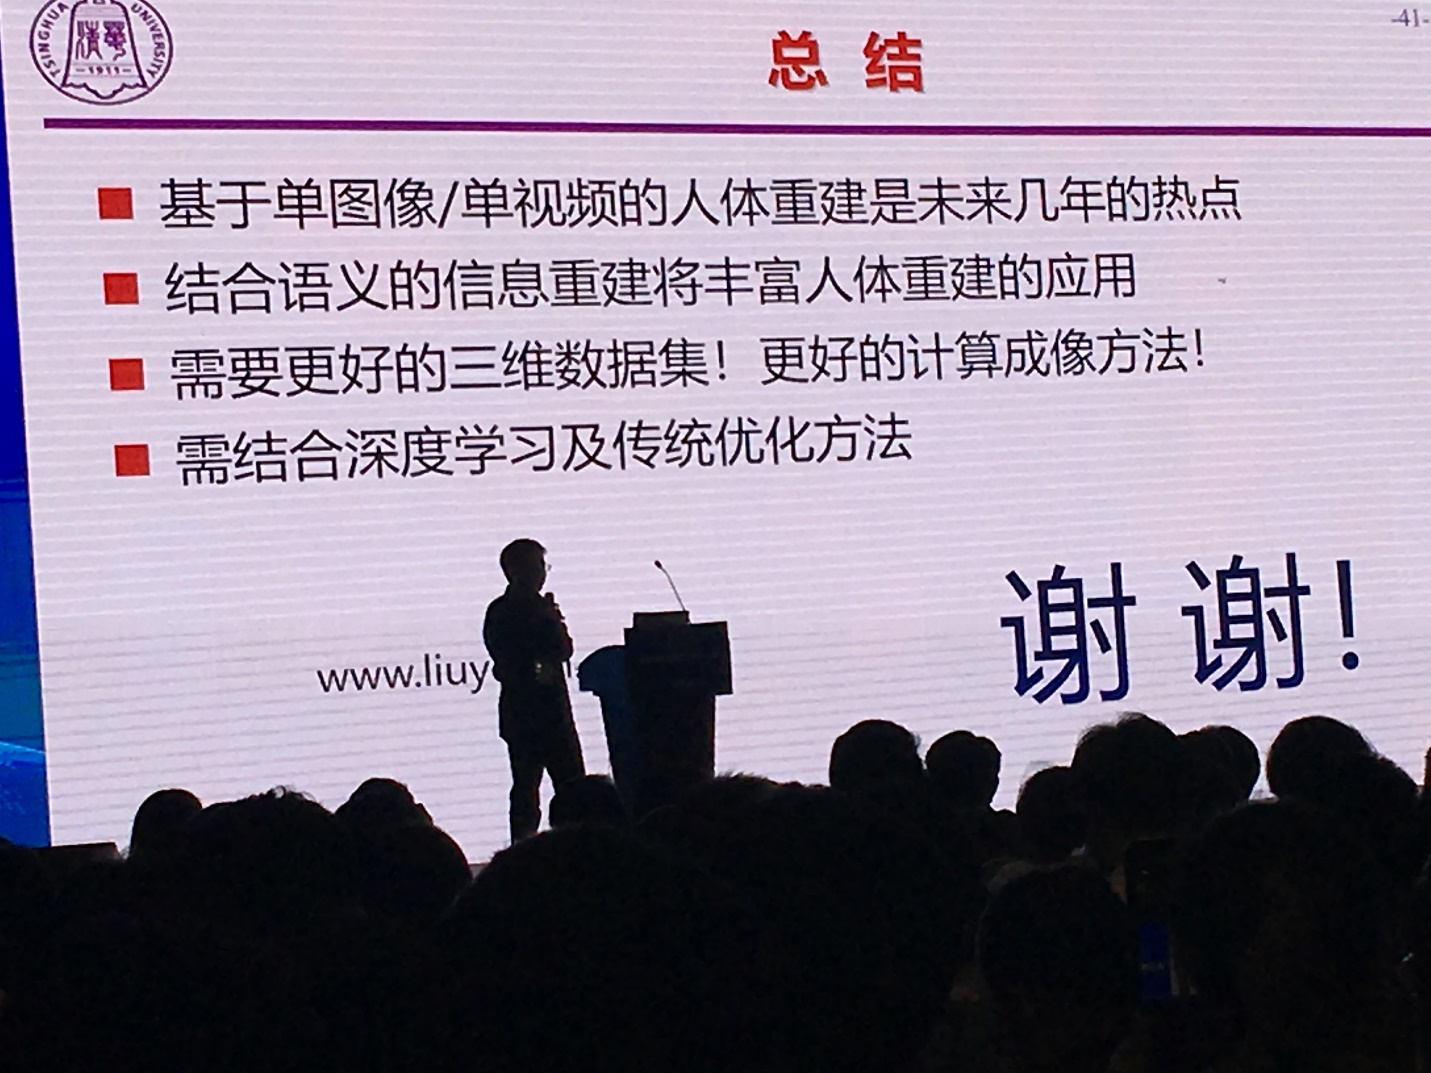 TSINGHUA UNIVERSITY
清華
-1911-
-41-
总 结
基于单图像/单视频的人体重建是未来几年的热点
结合语义的信息重建将丰富人体重建的应用
需要更好的三维数据集！更好的计算成像方法！
需结合深度学习及传统优化方法
www.liuy
谢 谢!